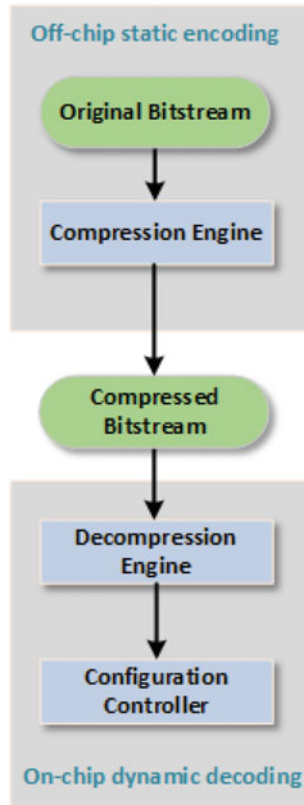 Off-chip static encoding
Original Bitstream
Compression Engine
Compressed
Bitstream
Decompression
Engine
Configuration
Controller
On-chip dynamic decoding